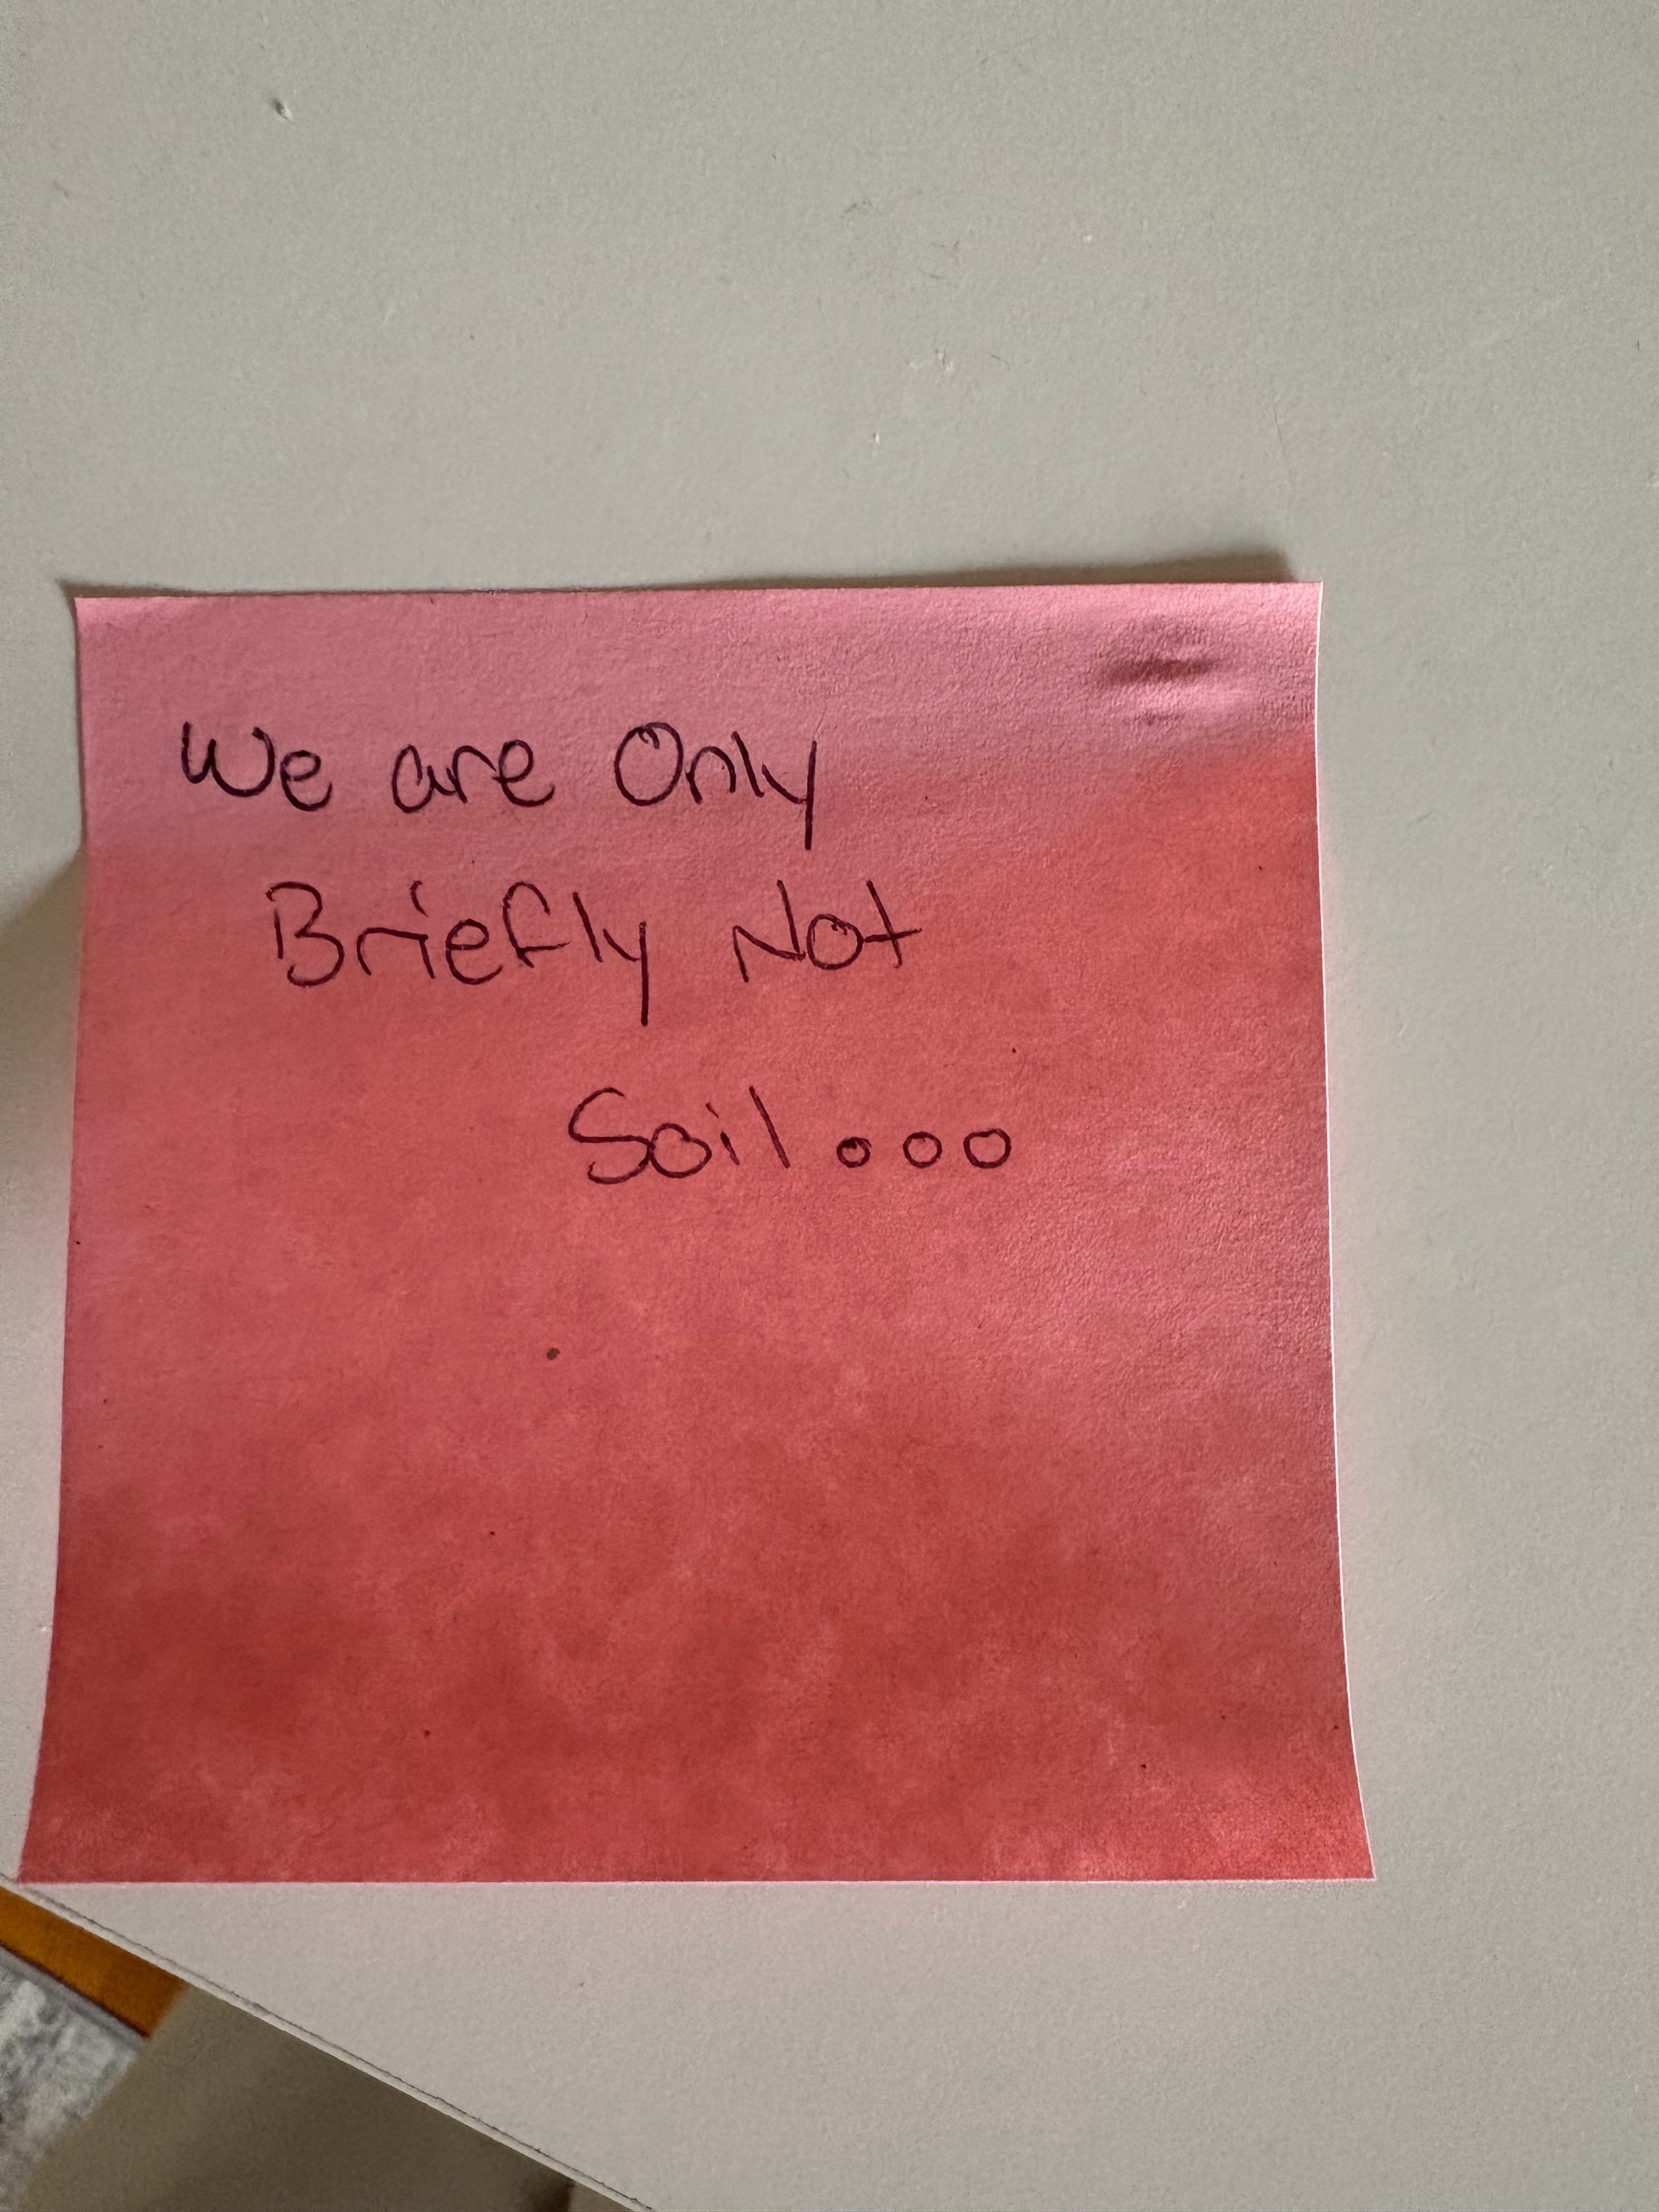 We are Only
Briefly Not
Soil...